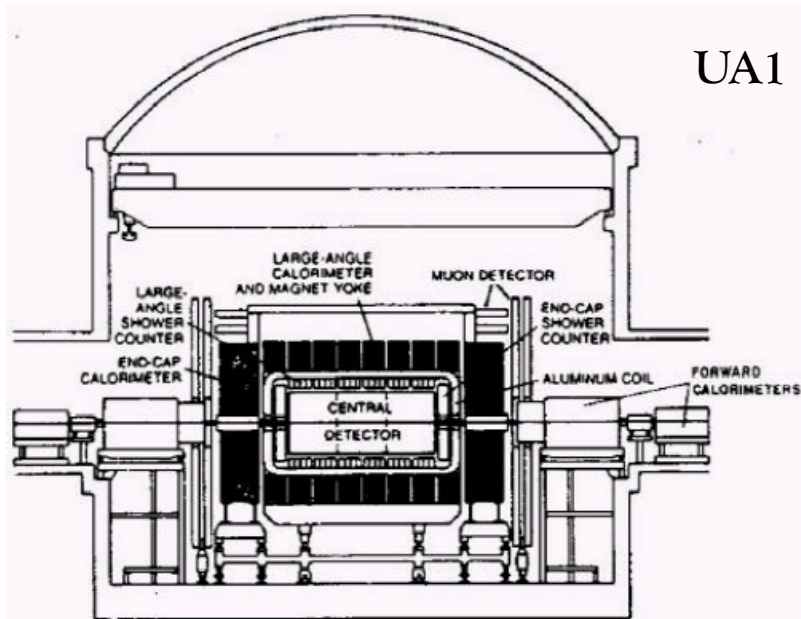 UA1
LARGE-ANGLE
CALORIMETER
AND MAGNET YOKE
MUON DETECTOR
LARGE-
ANGLE
SHOWER
COUNTER
END-CAP
SHOWER
COUNTER
END-CAP
CALORIMETER
ALUMINUM COIL
FORWARD
CALORIMETERS
CENTRAL
DETECTOR